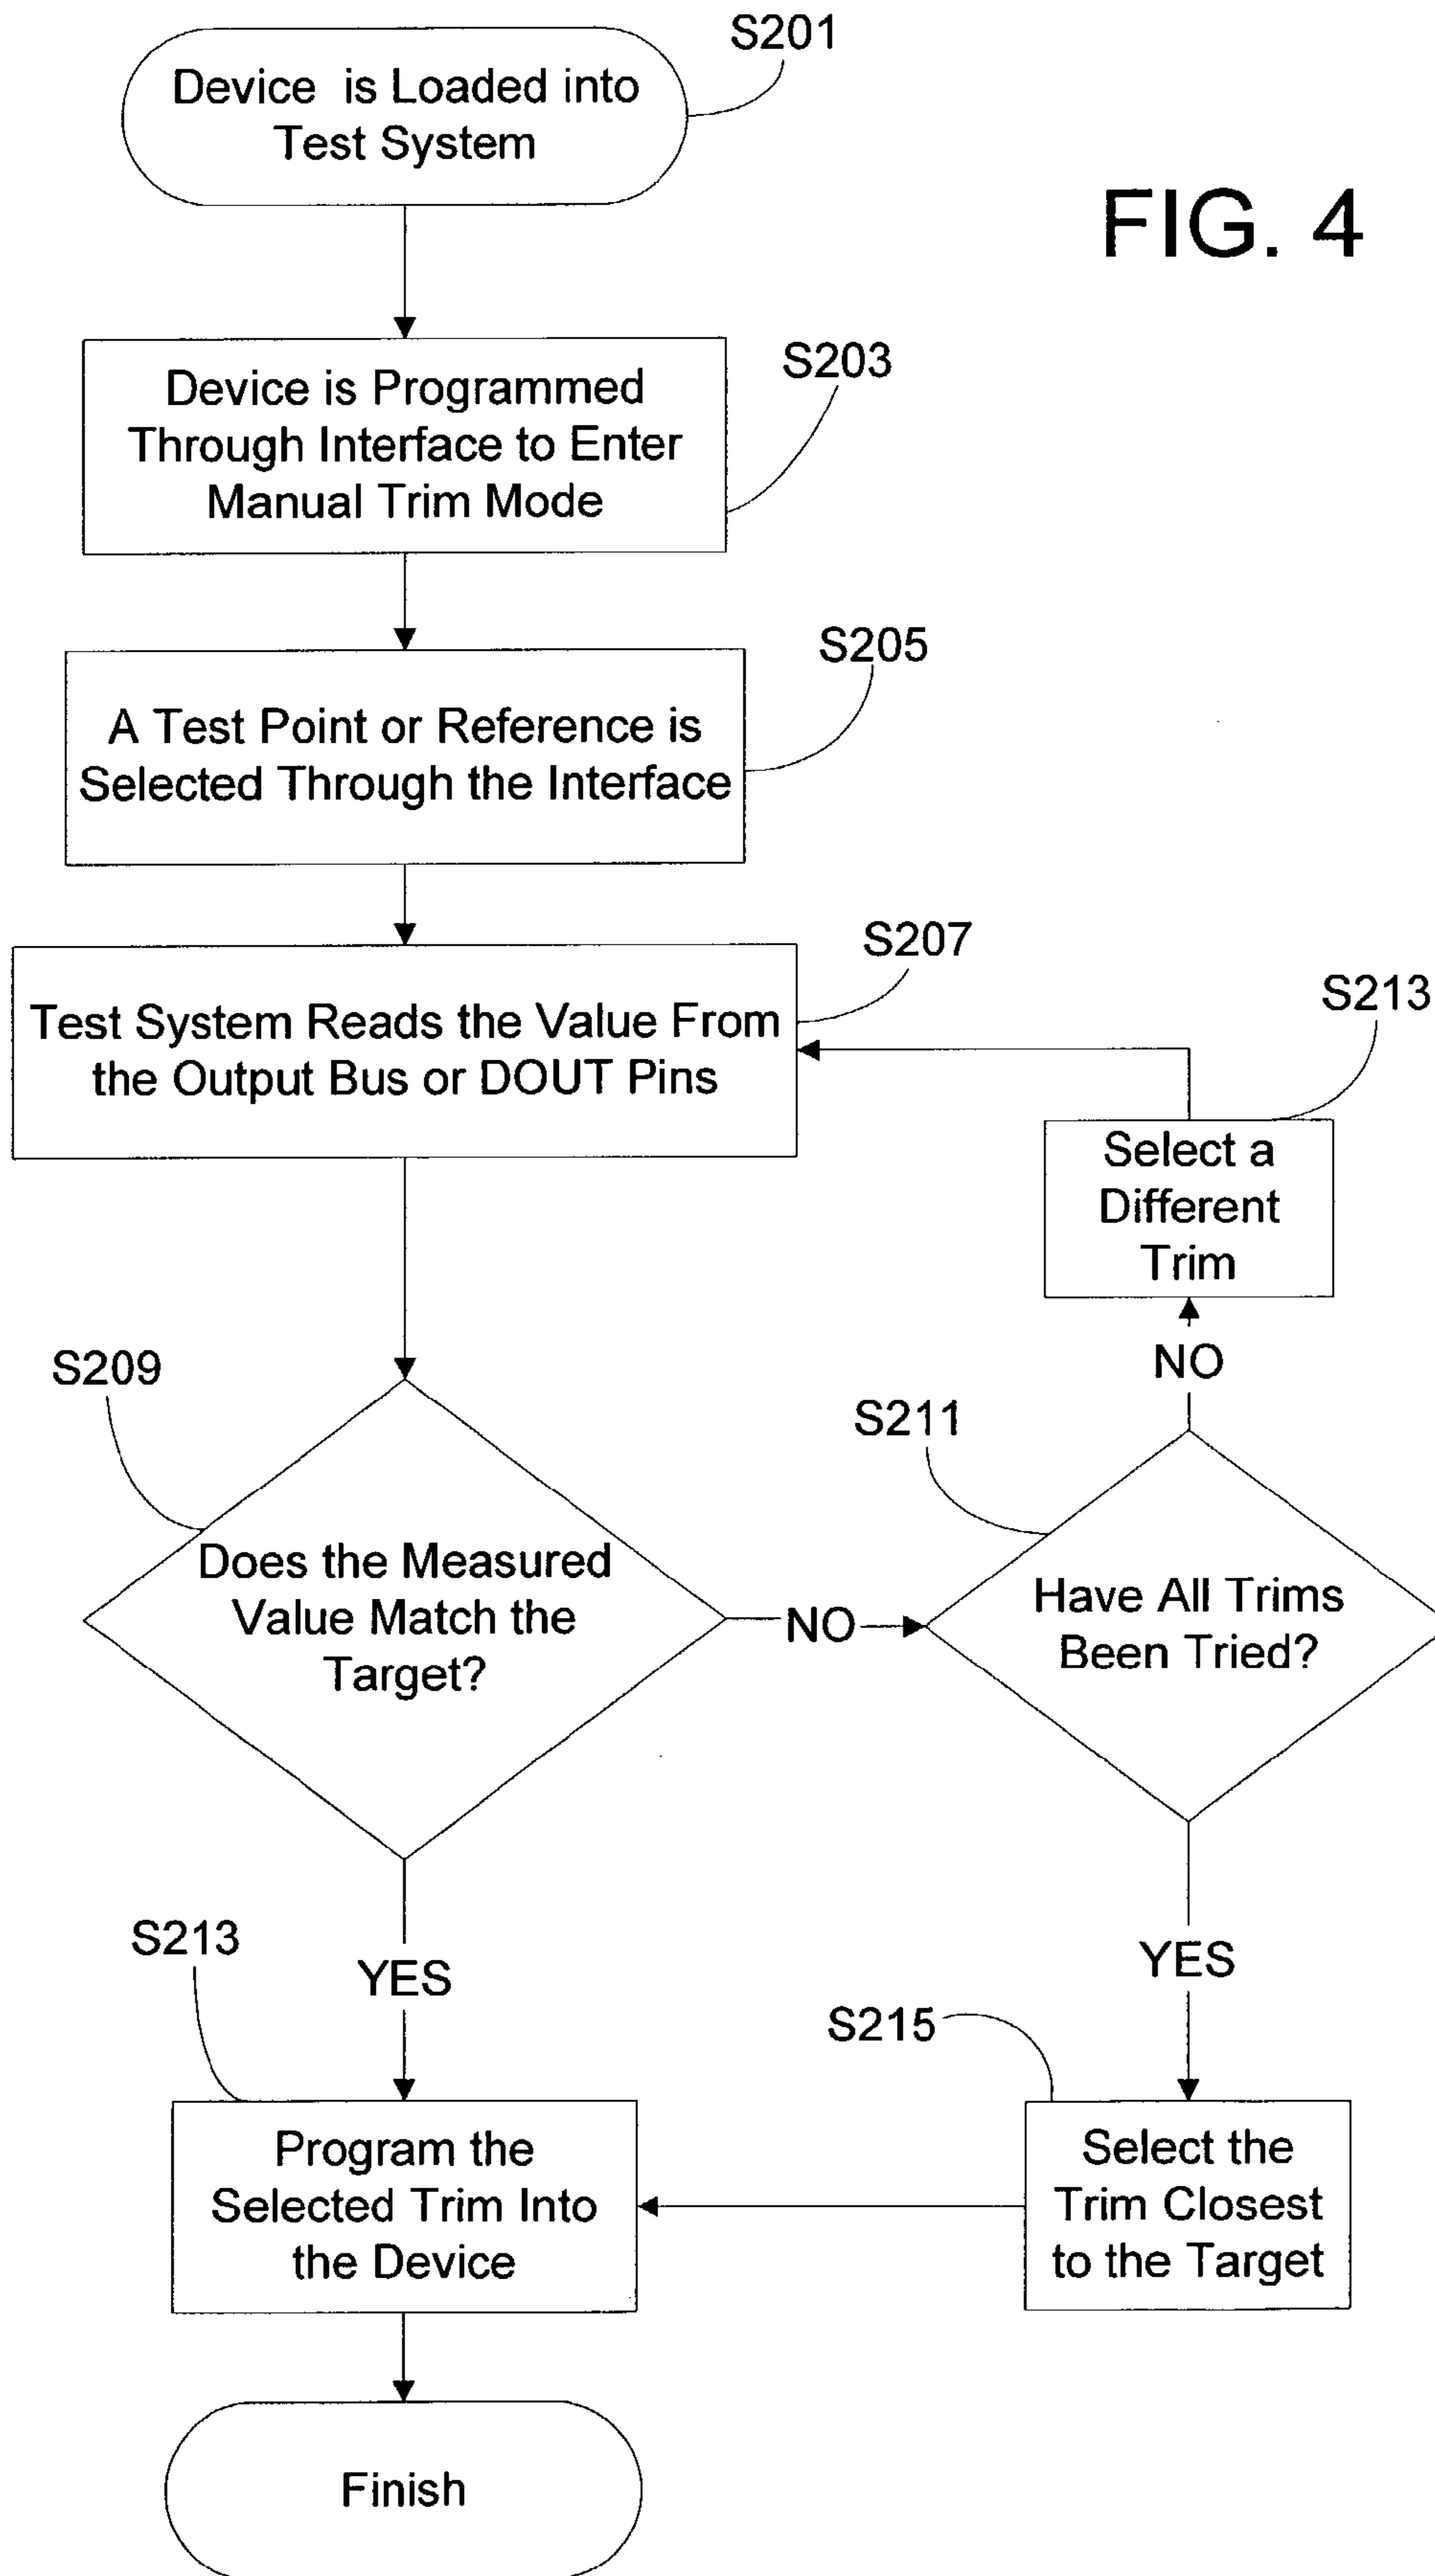 S201
Device is Loaded into
Test System
FIG. 4
S203
Device is Programmed
Through Interface to Enter
Manual Trim Mode
S205
A Test Point or Reference is
Selected Through the Interface
S207
Test System Reads the Value From
the Output Bus or DOUT Pins
S213
Select a
Different
Trim
NO
S209
Does the Measured
Value Match the
Target?
NO
S211
Have All Trims
Been Tried?
YES
S213
YES
S215
Program the
Selected Trim Into
the Device
Select the
Trim Closest
to the Target
Finish